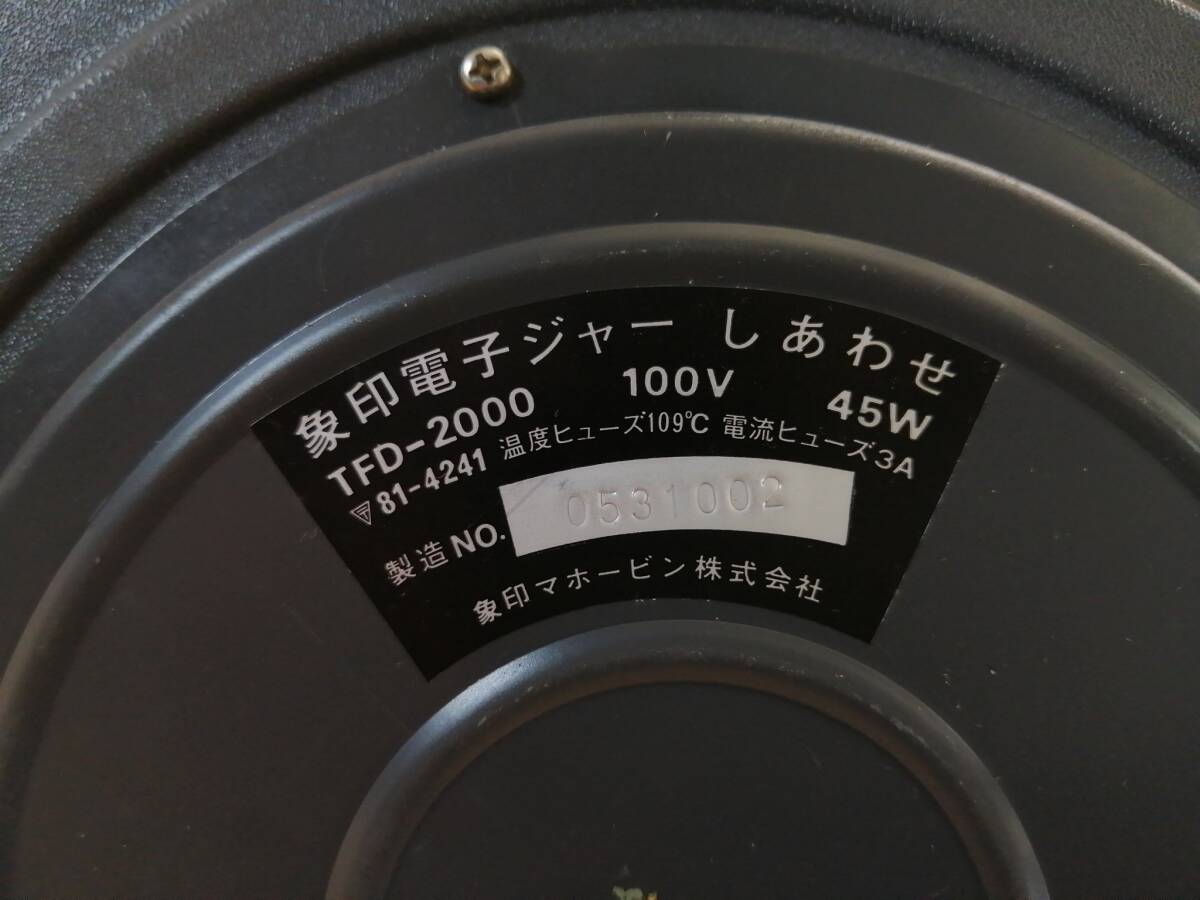 象印電子ジャー しあわせ
TFD-2000 100V 45W
81-4241 温度ヒューズ109℃ 電流ヒューズ3A
製造NO. 0531002
象印マホービン株式会社